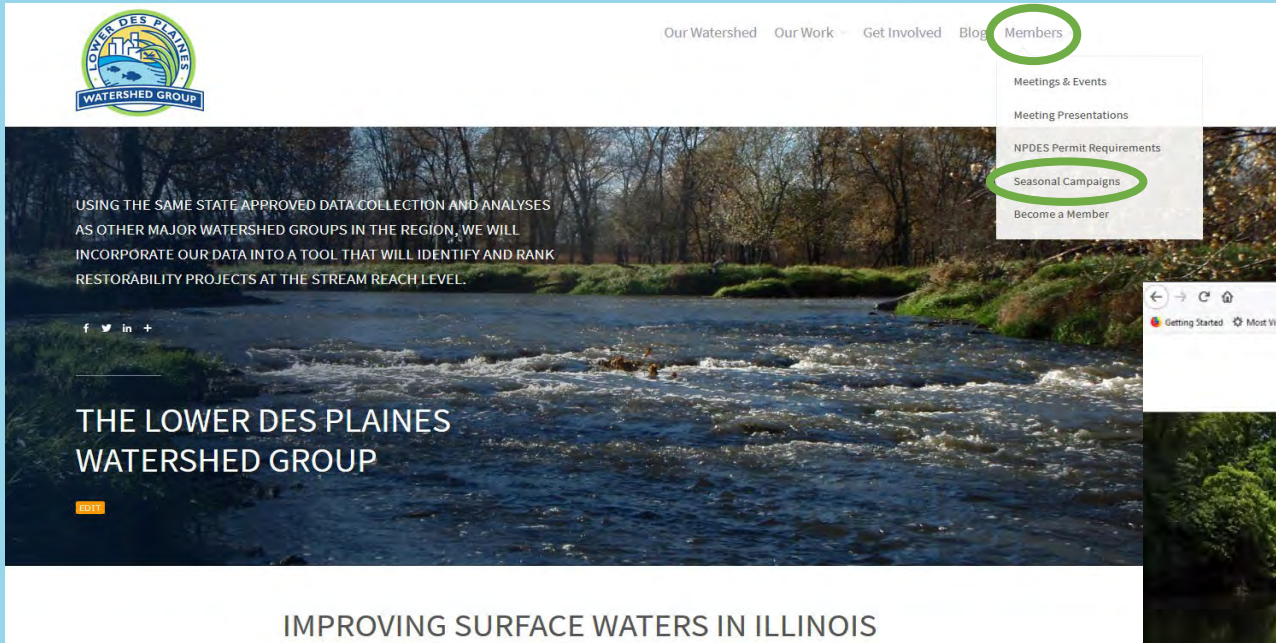 LOWER DES PLAINES
WATERSHED GROUP
Our Watershed Our Work Get Involved Blog Members
Meetings & Events
Meeting Presentations
NPDES Permit Requirements
Seasonal Campaigns
Become a Member
USING THE SAME STATE APPROVED DATA COLLECTION AND ANALYSES
AS OTHER MAJOR WATERSHED GROUPS IN THE REGION, WE WILL
INCORPORATE OUR DATA INTO A TOOL THAT WILL IDENTIFY AND RANK
RESTORABILITY PROJECTS AT THE STREAM REACH LEVEL.
f in +
THE LOWER DES PLAINES
WATERSHED GROUP
EDIT
Getting Started Most Vi
IMPROVING SURFACE WATERS IN ILLINOIS